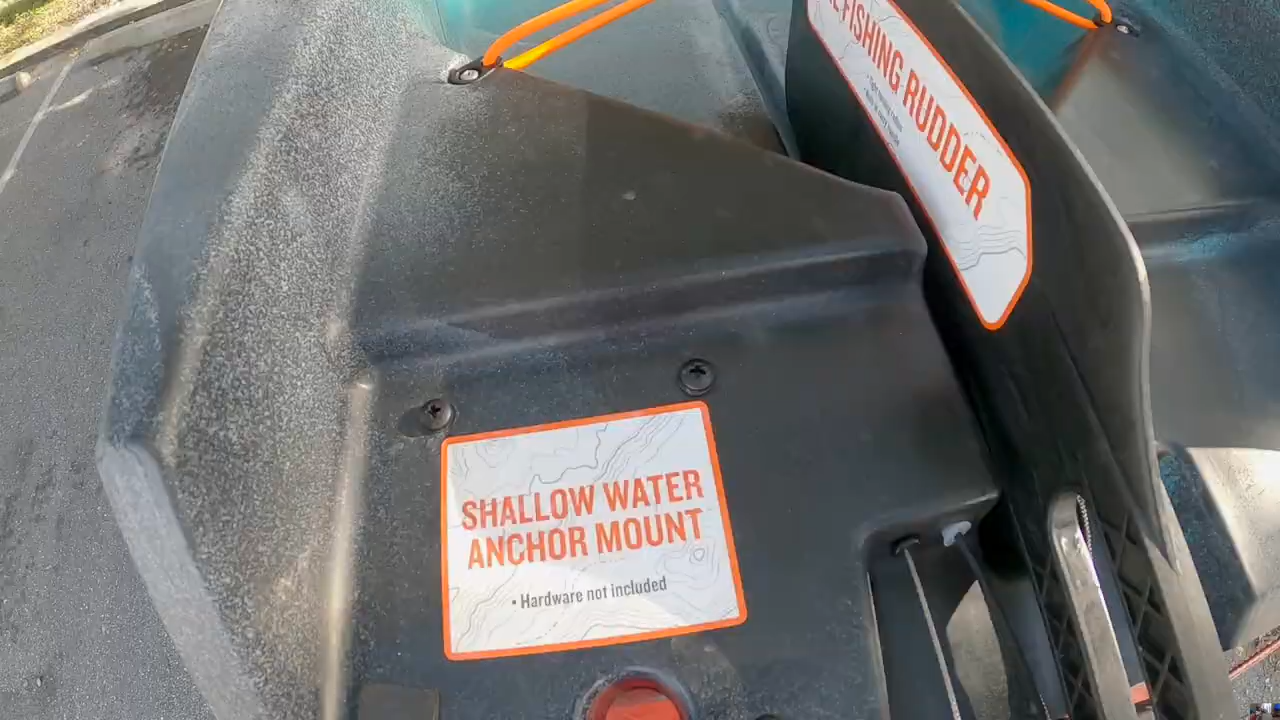 FISHING RUDDER
SHALLOW WATER
ANCHOR MOUNT
• Hardware not included